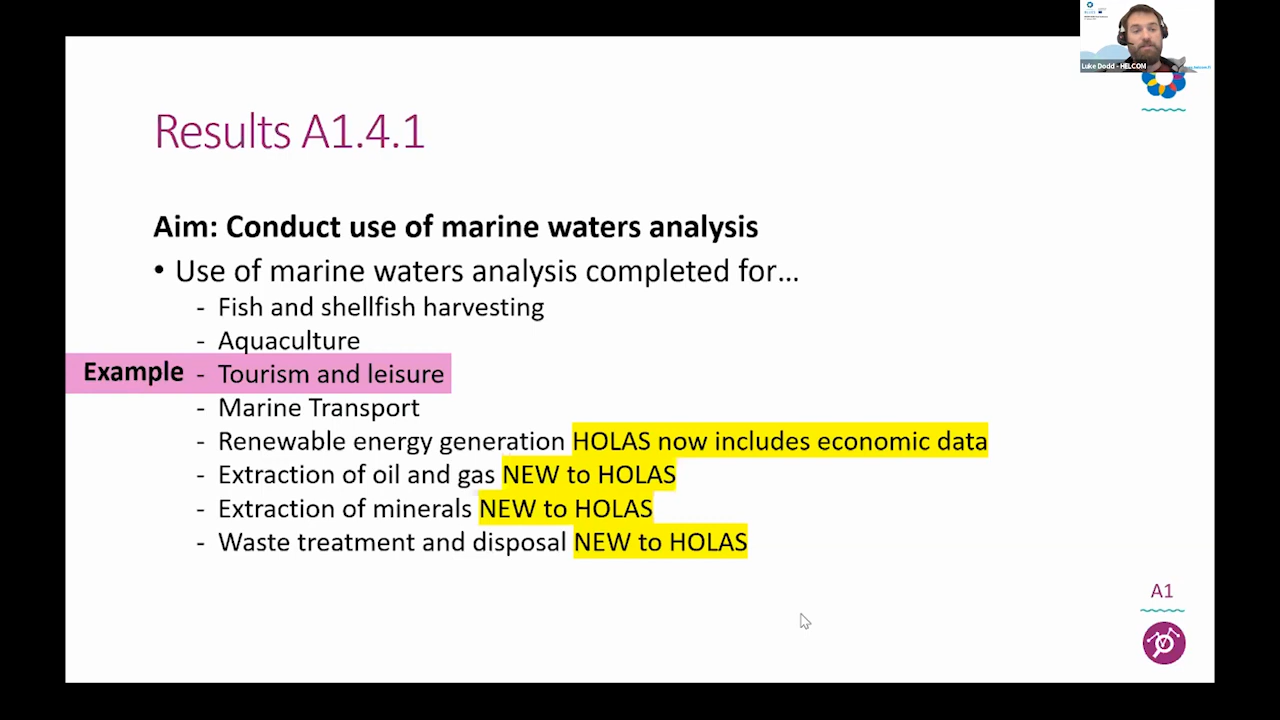 Luke Dodd - HELCOM
Results A1.4.1
Aim: Conduct use of marine waters analysis
• Use of marine waters analysis completed for...
- Fish and shellfish harvesting
- Aquaculture
Example - Tourism and leisure
- Marine Transport
- Renewable energy generation HOLAS now includes economic data
- Extraction of oil and gas NEW to HOLAS
- Extraction of minerals NEW to HOLAS
- Waste treatment and disposal NEW to HOLAS
A1